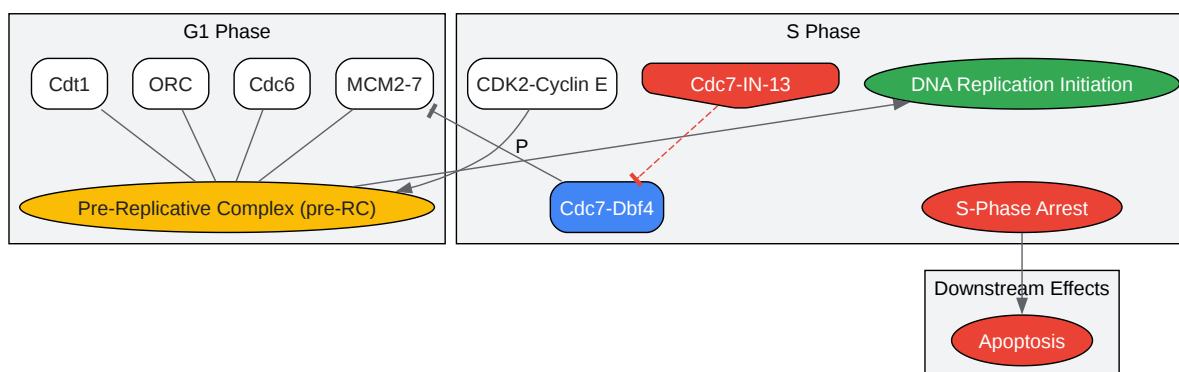 G1 Phase
Cdt1
ORC
Cdc6
MCM2-7
Pre-Replicative Complex (pre-RC)
S Phase
CDK2-Cyclin E
Cdc7-IN-13
DNA Replication Initiation
P
Cdc7-Dbf4
S-Phase Arrest
Downstream Effects
Apoptosis